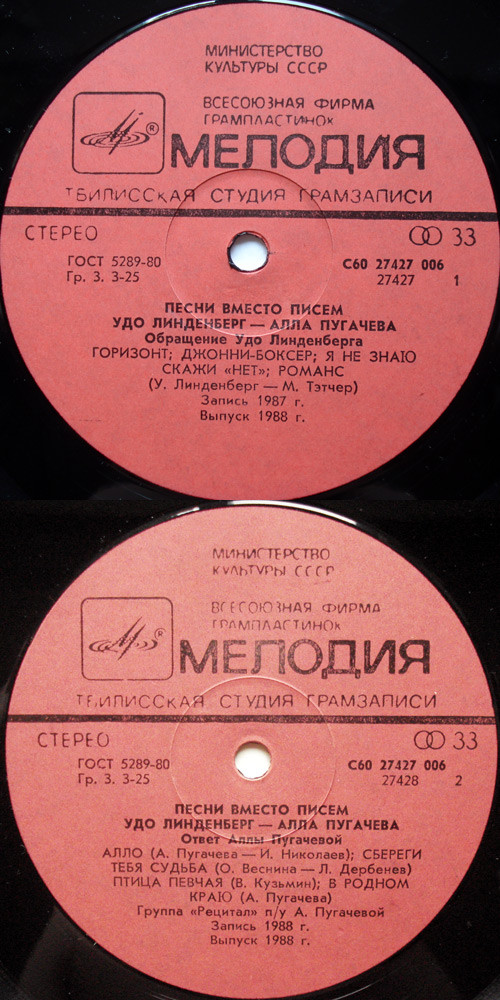 МИНИСТЕРСТВО
КУЛЬТУРЫ СССР
ВСЕСОЮЗНАЯ ФИРМА
ГРАМПЛАСТИНОК
®
МЕЛОДИЯ
ТБИЛИССКАЯ СТУДИЯ ГРАМЗАПИСИ
СТЕРЕО 33
ГОСТ 5289-80 С60 27427 006
Гр. 3. 3-25 27427 1
ПЕСНИ ВМЕСТО ПИСЕМ
УДО ЛИНДЕНБЕРГ — АЛЛА ПУГАЧЕВА
Обращение Удо Линденберга
ГОРИЗОНТ; ДЖОННИ-БОКСЕР; Я НЕ ЗНАЮ
СКАЖИ «НЕТ»; РОМАНС
(У. Линденберг — М. Тэтчер)
Запись 1987 г.
Выпуск 1988 г.
МИНИСТЕРСТВО
КУЛЬТУРЫ СССР
ВСЕСОЮЗНАЯ ФИРМА
ГРАМПЛАСТИНОК
®
МЕЛОДИЯ
ТБИЛИССКАЯ СТУДИЯ ГРАМЗАПИСИ
СТЕРЕО 33
ГОСТ 5289-80 С60 27427 006
Гр. 3. 3-25 27428 2
ПЕСНИ ВМЕСТО ПИСЕМ
УДО ЛИНДЕНБЕРГ — АЛЛА ПУГАЧЕВА
Ответ Аллы Пугачевой
АЛЛО (А. Пугачева — И. Николаев); СБЕРЕГИ
ТЕБЯ СУДЬБА (О. Веснина — Л. Дербенев)
ПТИЦА ПЕВЧАЯ (В. Кузьмин); В РОДНОМ
КРАЮ (А. Пугачева)
Группа «Рецитал» п/у А. Пугачевой
Запись 1988 г.
Выпуск 1988 г.